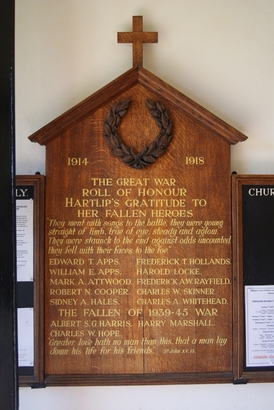 LY.
CHUR
1914 1918
THE GREAT WAR
ROLL OF HONOUR
HARTLIP'S GRATITUDE TO
HER FALLEN HEROES
"They went with songs to the battle, they were young
straight of limb, true of eye, steady and aglow.
They were staunch to the end against odds uncounted
they fell with their faces to the foe."
EDWARD T. APPS. FREDERICK T. HOLLANDS.
WILLIAM E. APPS. HAROLD LOCKE.
MARK A. ATTWOOD. FREDERICK A.W. RAYFIELD.
ROBERT N. COOPER. CHARLES W. SKINNER
SIDNEY A. HALES. CHARLES A. WHITEHEAD.
THE FALLEN OF 1939-45 WAR
ALBERT S.G. HARRIS. HARRY MARSHALL.
CHARLES W. HOPE.
Greater love hath no man than this, that a man lay
down his life for his friends. St John XV. 13.